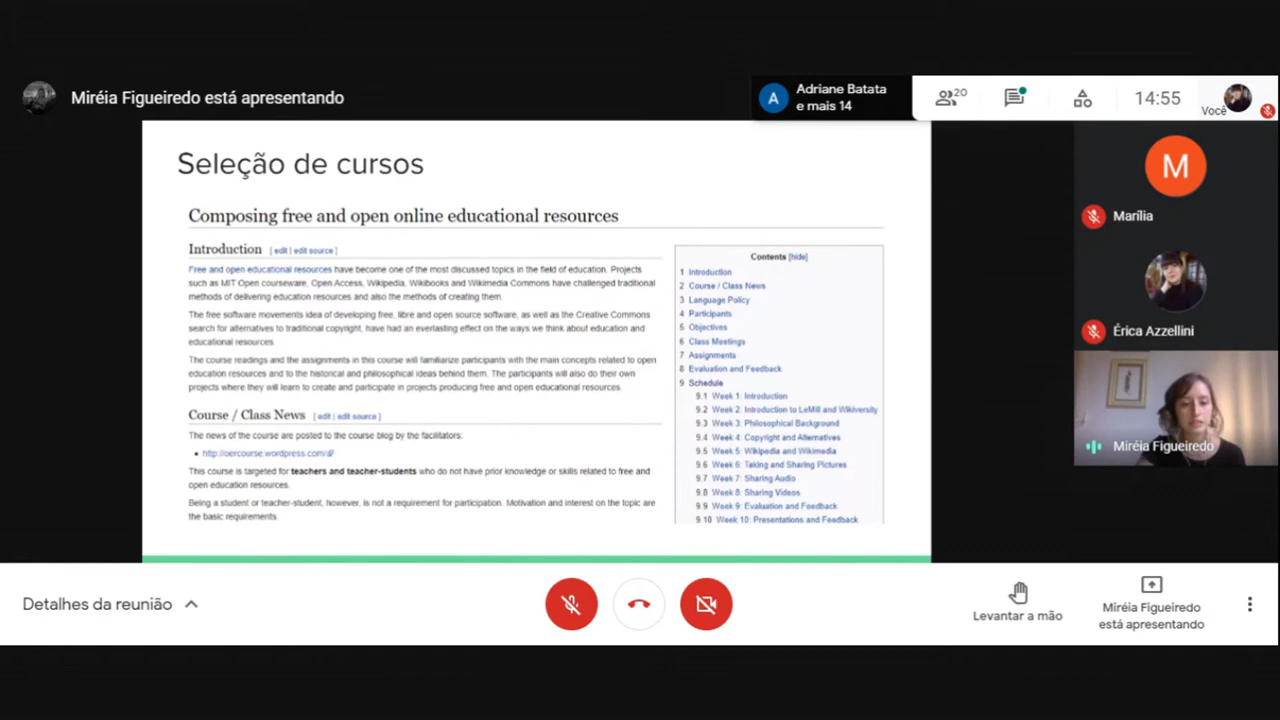 Miréia Figueiredo está apresentando
A
Adriane Batata
e mais 14
20
14:55
Você
Seleção de cursos
Composing free and open online educational resources
Introduction [ edit | edit source ]
Free and open educational resources have become one of the most discussed topics in the field of education. Projects
such as MIT Open courseware, Open Access, Wikipedia, Wikibooks and Wikimedia Commons have challenged traditional
methods of delivering education resources and also the methods of creating them.
The free software movements idea of developing free, libre and open source software, as well as the Creative Commons
search for alternatives to traditional copyright, have had an everlasting effect on the ways we think about education and
educational resources.
The course readings and the assignments in this course will familiarize participants with the main concepts related to open
education resources and to the historical and philosophical ideas behind them. The participants will also do their own
projects where they will learn to create and participate in projects producing free and open educational resources.
Course / Class News [ edit | edit source ]
The news of the course are posted to the course blog by the facilitators:
• http://oercourse.wordpress.com/
This course is targeted for teachers and teacher-students who do not have prior knowledge or skills related to free and
open education resources.
Being a student or teacher-student, however, is not a requirement for participation. Motivation and interest on the topic are
the basic requirements.
Contents [hide]
1 Introduction
2 Course / Class News
3 Language Policy
4 Participants
5 Objectives
6 Class Meetings
7 Assignments
8 Evaluation and Feedback
9 Schedule
9.1 Week 1: Introduction
9.2 Week 2: Introduction to LeMill and Wikiversity
9.3 Week 3: Philosophical Background
9.4 Week 4: Copyright and Alternatives
9.5 Week 5: Wikipedia and Wikimedia
9.6 Week 6: Taking and Sharing Pictures
9.7 Week 7: Sharing Audio
9.8 Week 8: Sharing Videos
9.9 Week 9: Evaluation and Feedback
9.10 Week 10: Presentations and Feedback
M
Marília
Érica Azzellini
Miréia Figueiredo
Detalhes da reunião
Levantar a mão
Miréia Figueiredo
está apresentando